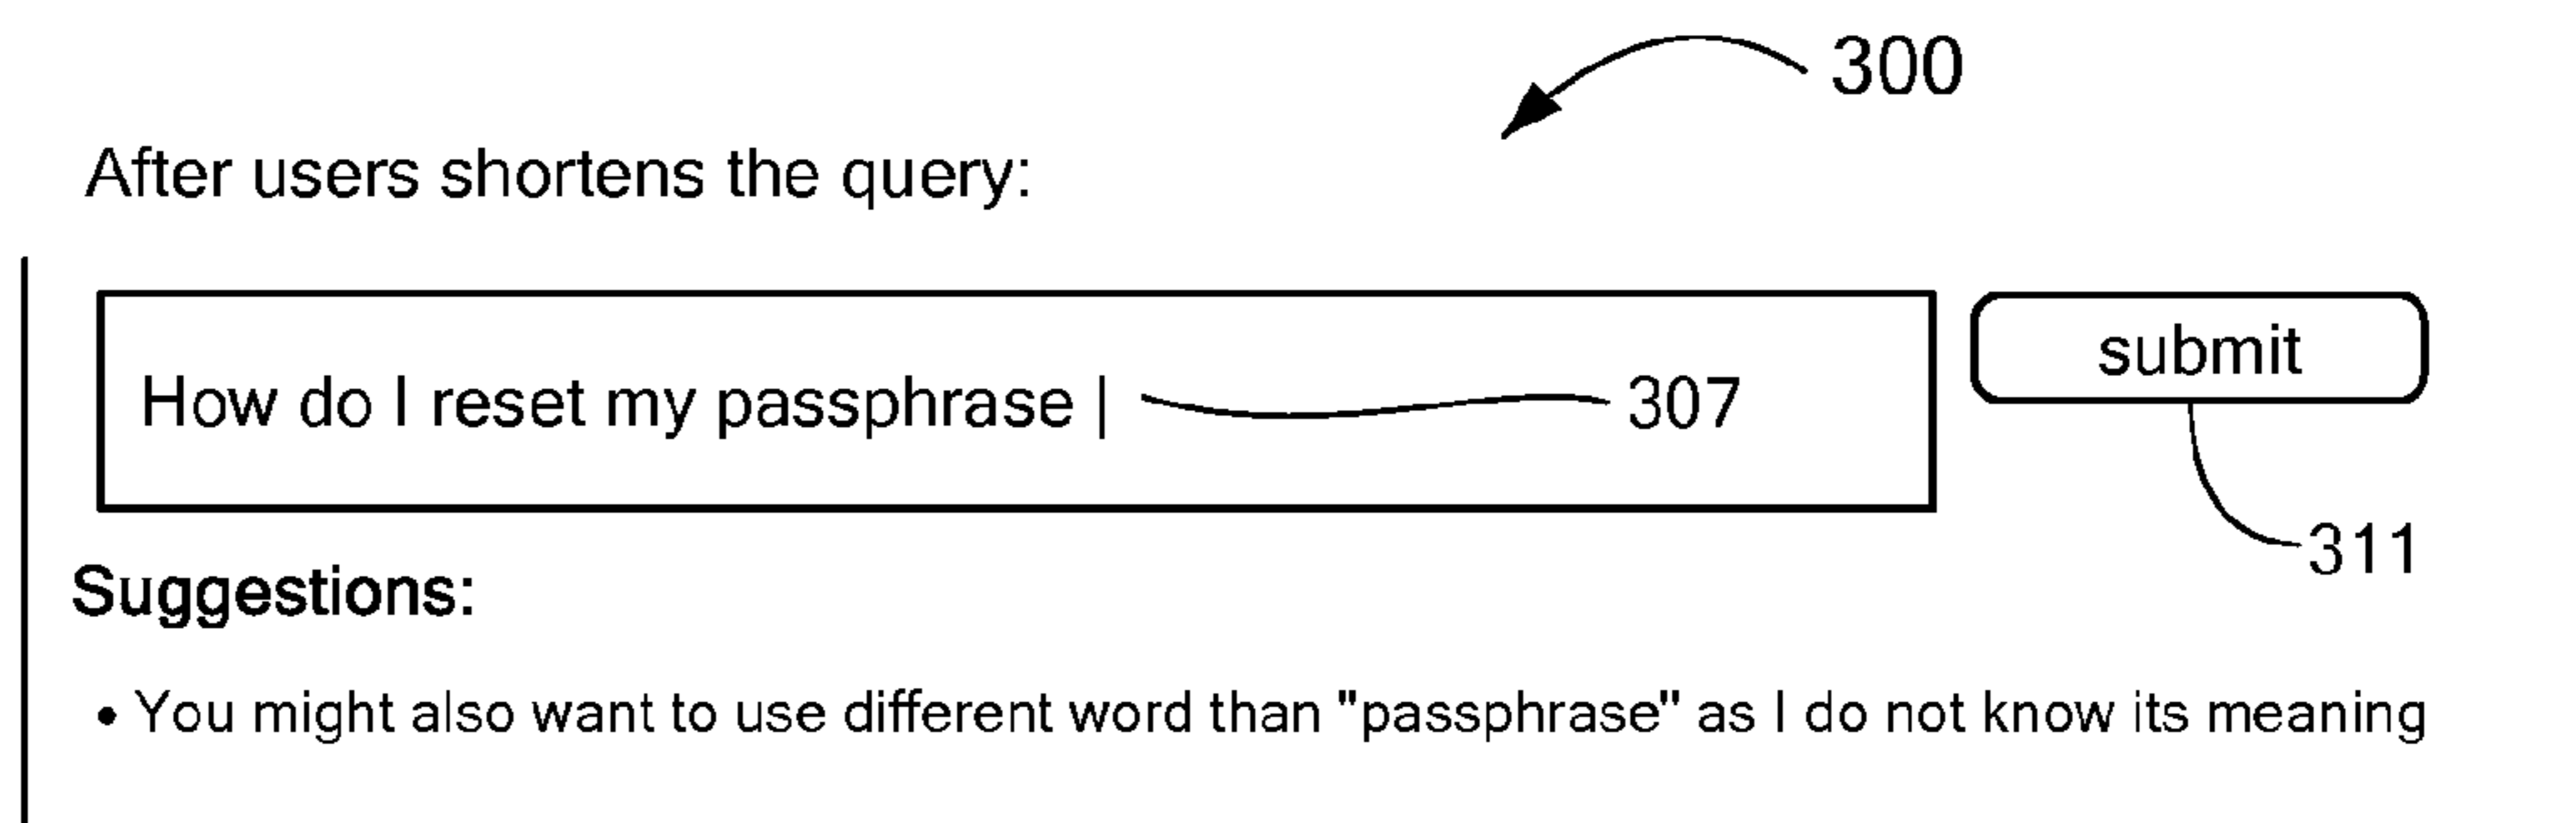 300
After users shortens the query:
How do I reset my passphrase | 307
submit
311
Suggestions:
• You might also want to use different word than "passphrase" as I do not know its meaning